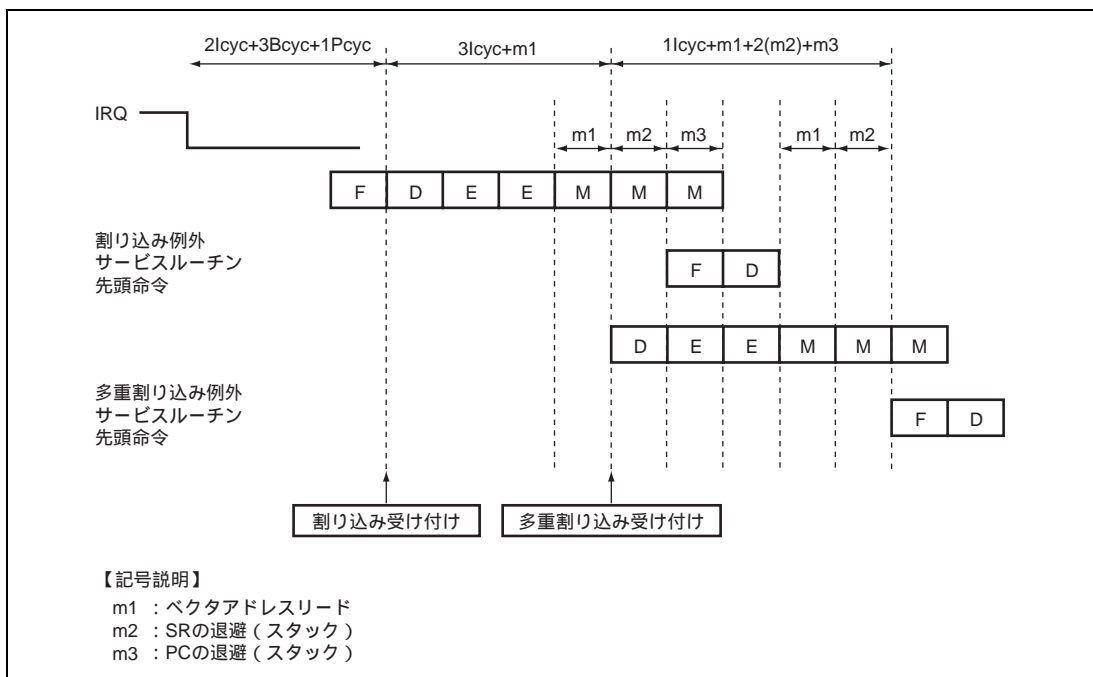 2Icyc+3Bcyc+1Pcyc 3Icyc+m1 1Icyc+m1+2(m2)+m3
IRQ
m1 m2 m3 m1 m2
F D E E M M M
割り込み例外
サービスルーチン
先頭命令
F D
D E E M M M
多重割り込み例外
サービスルーチン
先頭命令
F D
割り込み受け付け 多重割り込み受け付け
【記号説明】
m1 ：ベクタアドレスリード
m2 ：SRの退避（スタック）
m3 ：PCの退避（スタック）